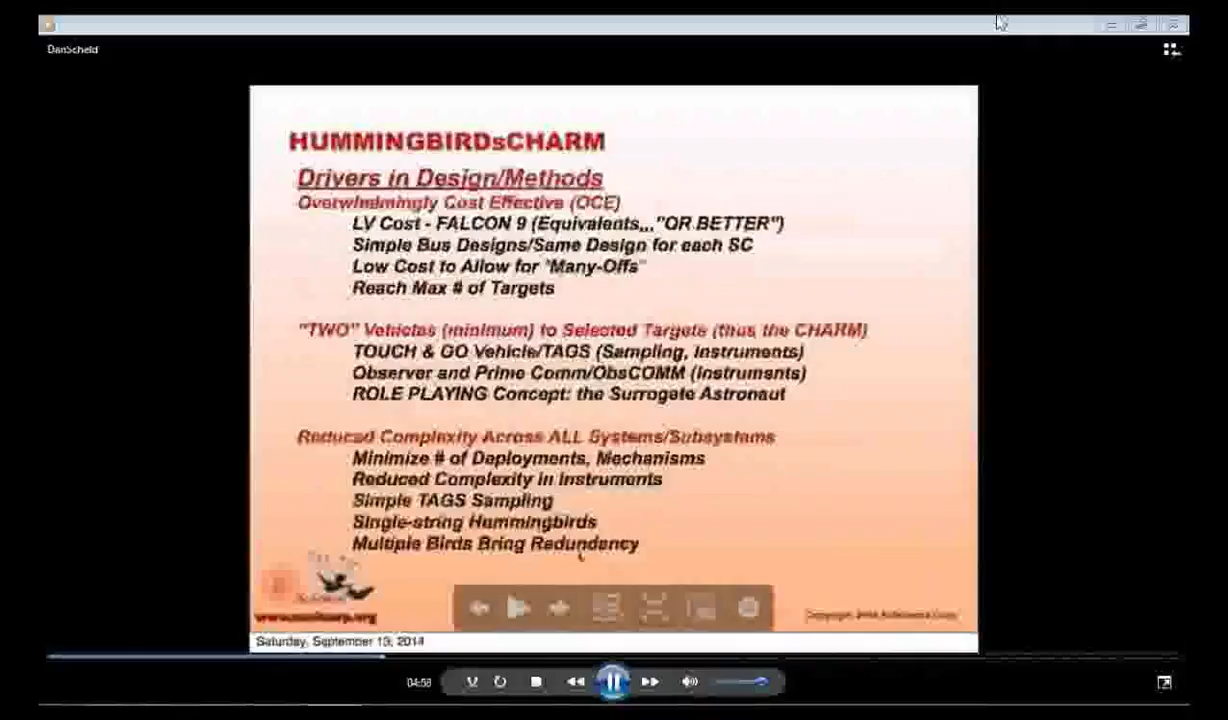 DanScheld
HUMMINGBIRDsCHARM
Drivers in Design/Methods
Overwhelmingly Cost Effective (OCE)
LV Cost - FALCON 9 (Equivalents,,,"OR BETTER")
Simple Bus Designs/Same Design for each SC
Low Cost to Allow for "Many-Offs"
Reach Max # of Targets
"TWO" Vehicles (minimum) to Selected Targets (thus the CHARM)
TOUCH & GO Vehicle/TAGS (Sampling, Instruments)
Observer and Prime Comm/ObsCOMM (Instruments)
ROLE PLAYING Concept: the Surrogate Astronaut
Reduced Complexity Across ALL Systems/Subsystems
Minimize # of Deployments, Mechanisms
Reduced Complexity in Instruments
Simple TAGS Sampling
Single-string Hummingbirds
Multiple Birds Bring Redundancy
Saturday, September 13, 2014
04:58